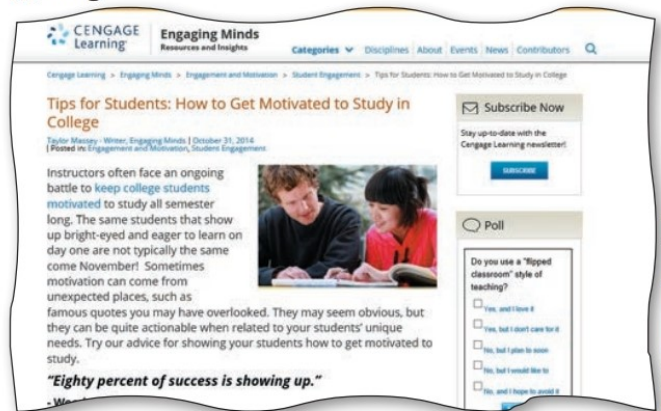 CENGAGE
Learning
Engaging Minds
Resources and Insights
Categories
Disciplines
About
Events
News
Contributors
Cengage Learning > Engaging Minds > Engagement and Motivation > Student Engagement > Tips for Students: How to Get Motivated to Study in College
Tips for Students: How to Get Motivated to Study in
College
Taylor Massey - Writer, Engaging Minds | October 31, 2014
| Posted in: Engagement and Motivation, Student Engagement
Instructors often face an ongoing
battle to keep college students
motivated to study all semester
long. The same students that show
up bright-eyed and eager to learn on
day one are not typically the same
come November! Sometimes
motivation can come from
unexpected places, such as
famous quotes you may have overlooked. They may seem obvious, but
they can be quite actionable when related to your students' unique
needs. Try our advice for showing your students how to get motivated to
study.
"Eighty percent of success is showing up."
Subscribe Now
Stay up-to-date with the
Cengage Learning newsletter!
SUBSCRIBE
Poll
Do you use a "flipped
classroom" style of
teaching?
Yes, and I love it
Yes, but I don't care for it
No, but I plan to soon
No, but I would like to
No, and I hope to avoid it